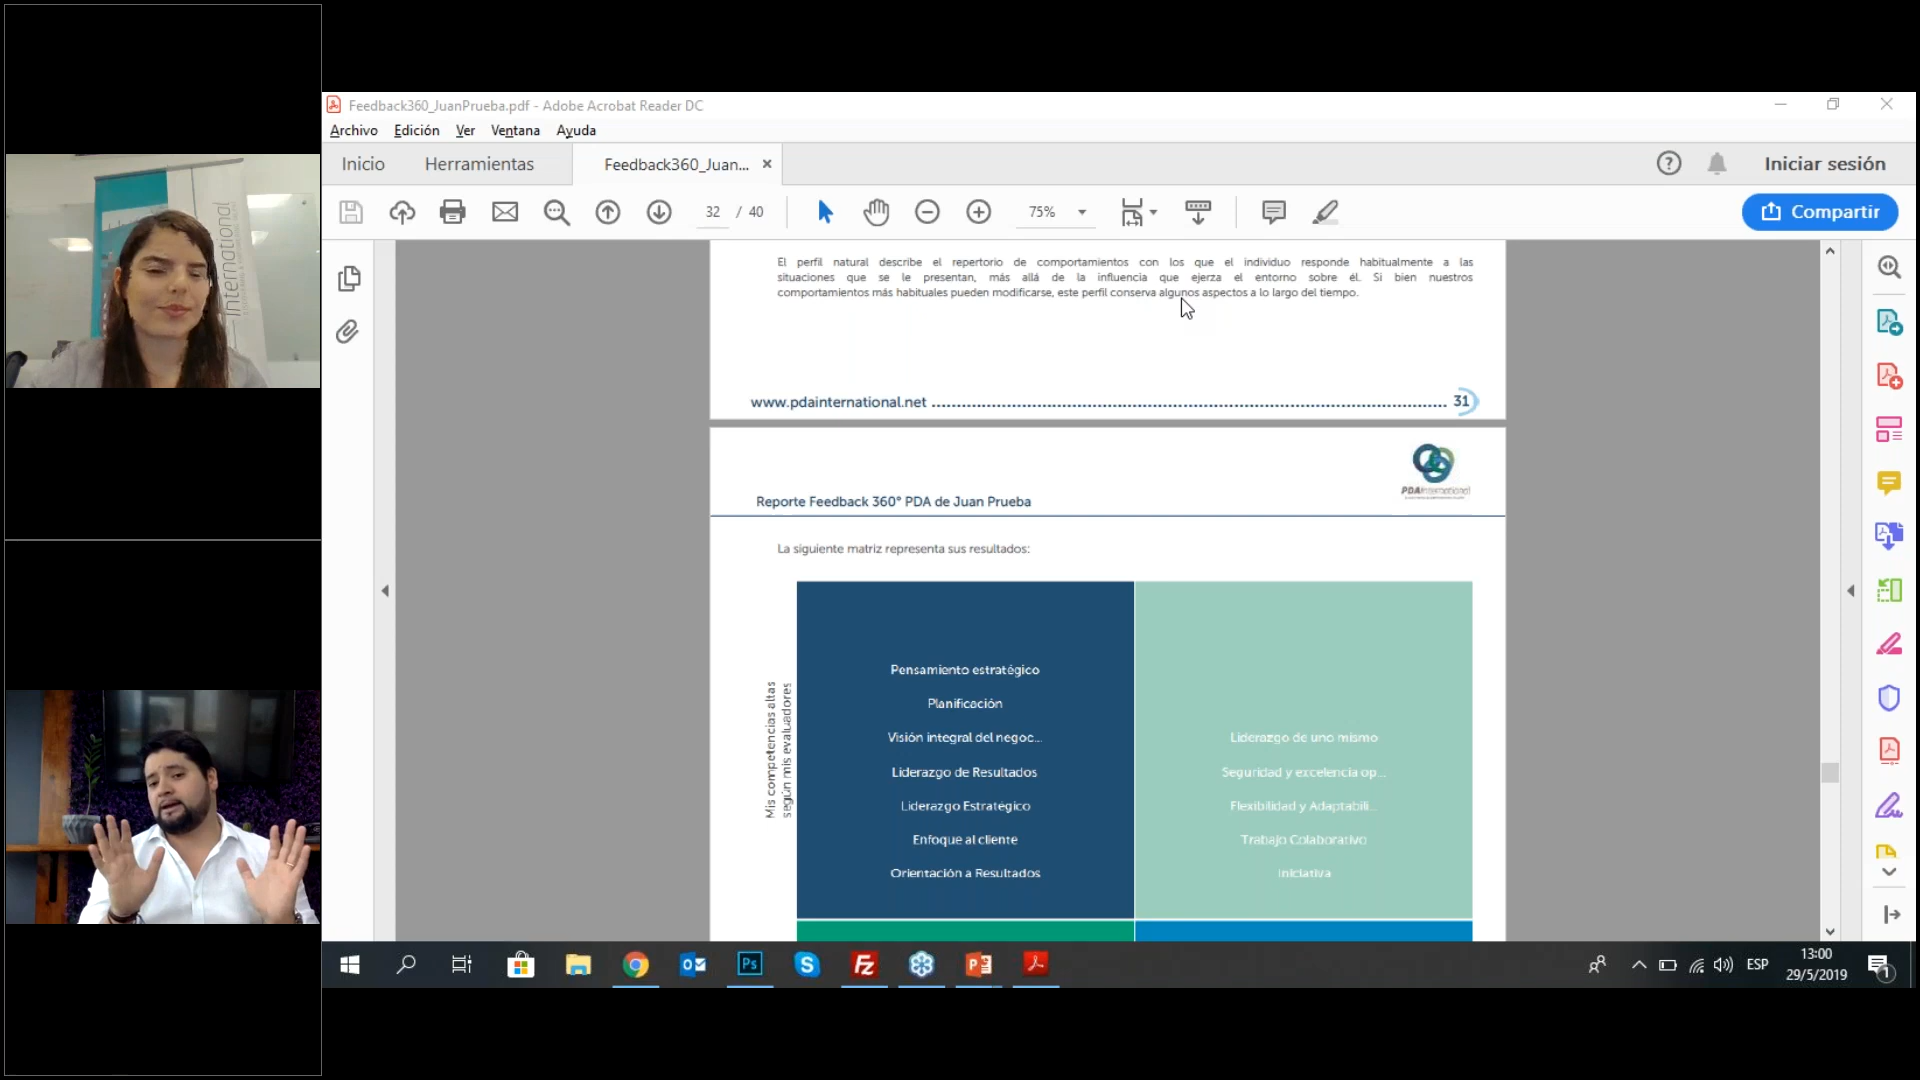 International
Feedback360_JuanPrueba.pdf - Adobe Acrobat Reader DC
Archivo Edición Ver Ventana Ayuda
Inicio Herramientas Feedback360_Juan... × Iniciar sesión
32 / 40 75% Compartir
El perfil natural describe el repertorio de comportamientos con los que el individuo responde habitualmente a las
situaciones que se le presentan, más allá de la influencia que ejerza el entorno sobre él. Si bien nuestros
comportamientos más habituales pueden modificarse, este perfil conserva algunos aspectos a lo largo del tiempo.
www.pdainternational.net 31
PDA International
Reporte Feedback 360° PDA de Juan Prueba
La siguiente matriz representa sus resultados:
Mis competencias altas
según mis evaluadores
Pensamiento estratégico
Planificación
Visión integral del negoc...
Liderazgo de Resultados
Liderazgo Estratégico
Enfoque al cliente
Orientación a Resultados
Liderazgo de uno mismo
Seguridad y excelencia op...
Flexibilidad y Adaptabili...
Trabajo Colaborativo
Iniciativa
Ps
ESP
13:00
29/5/2019
1